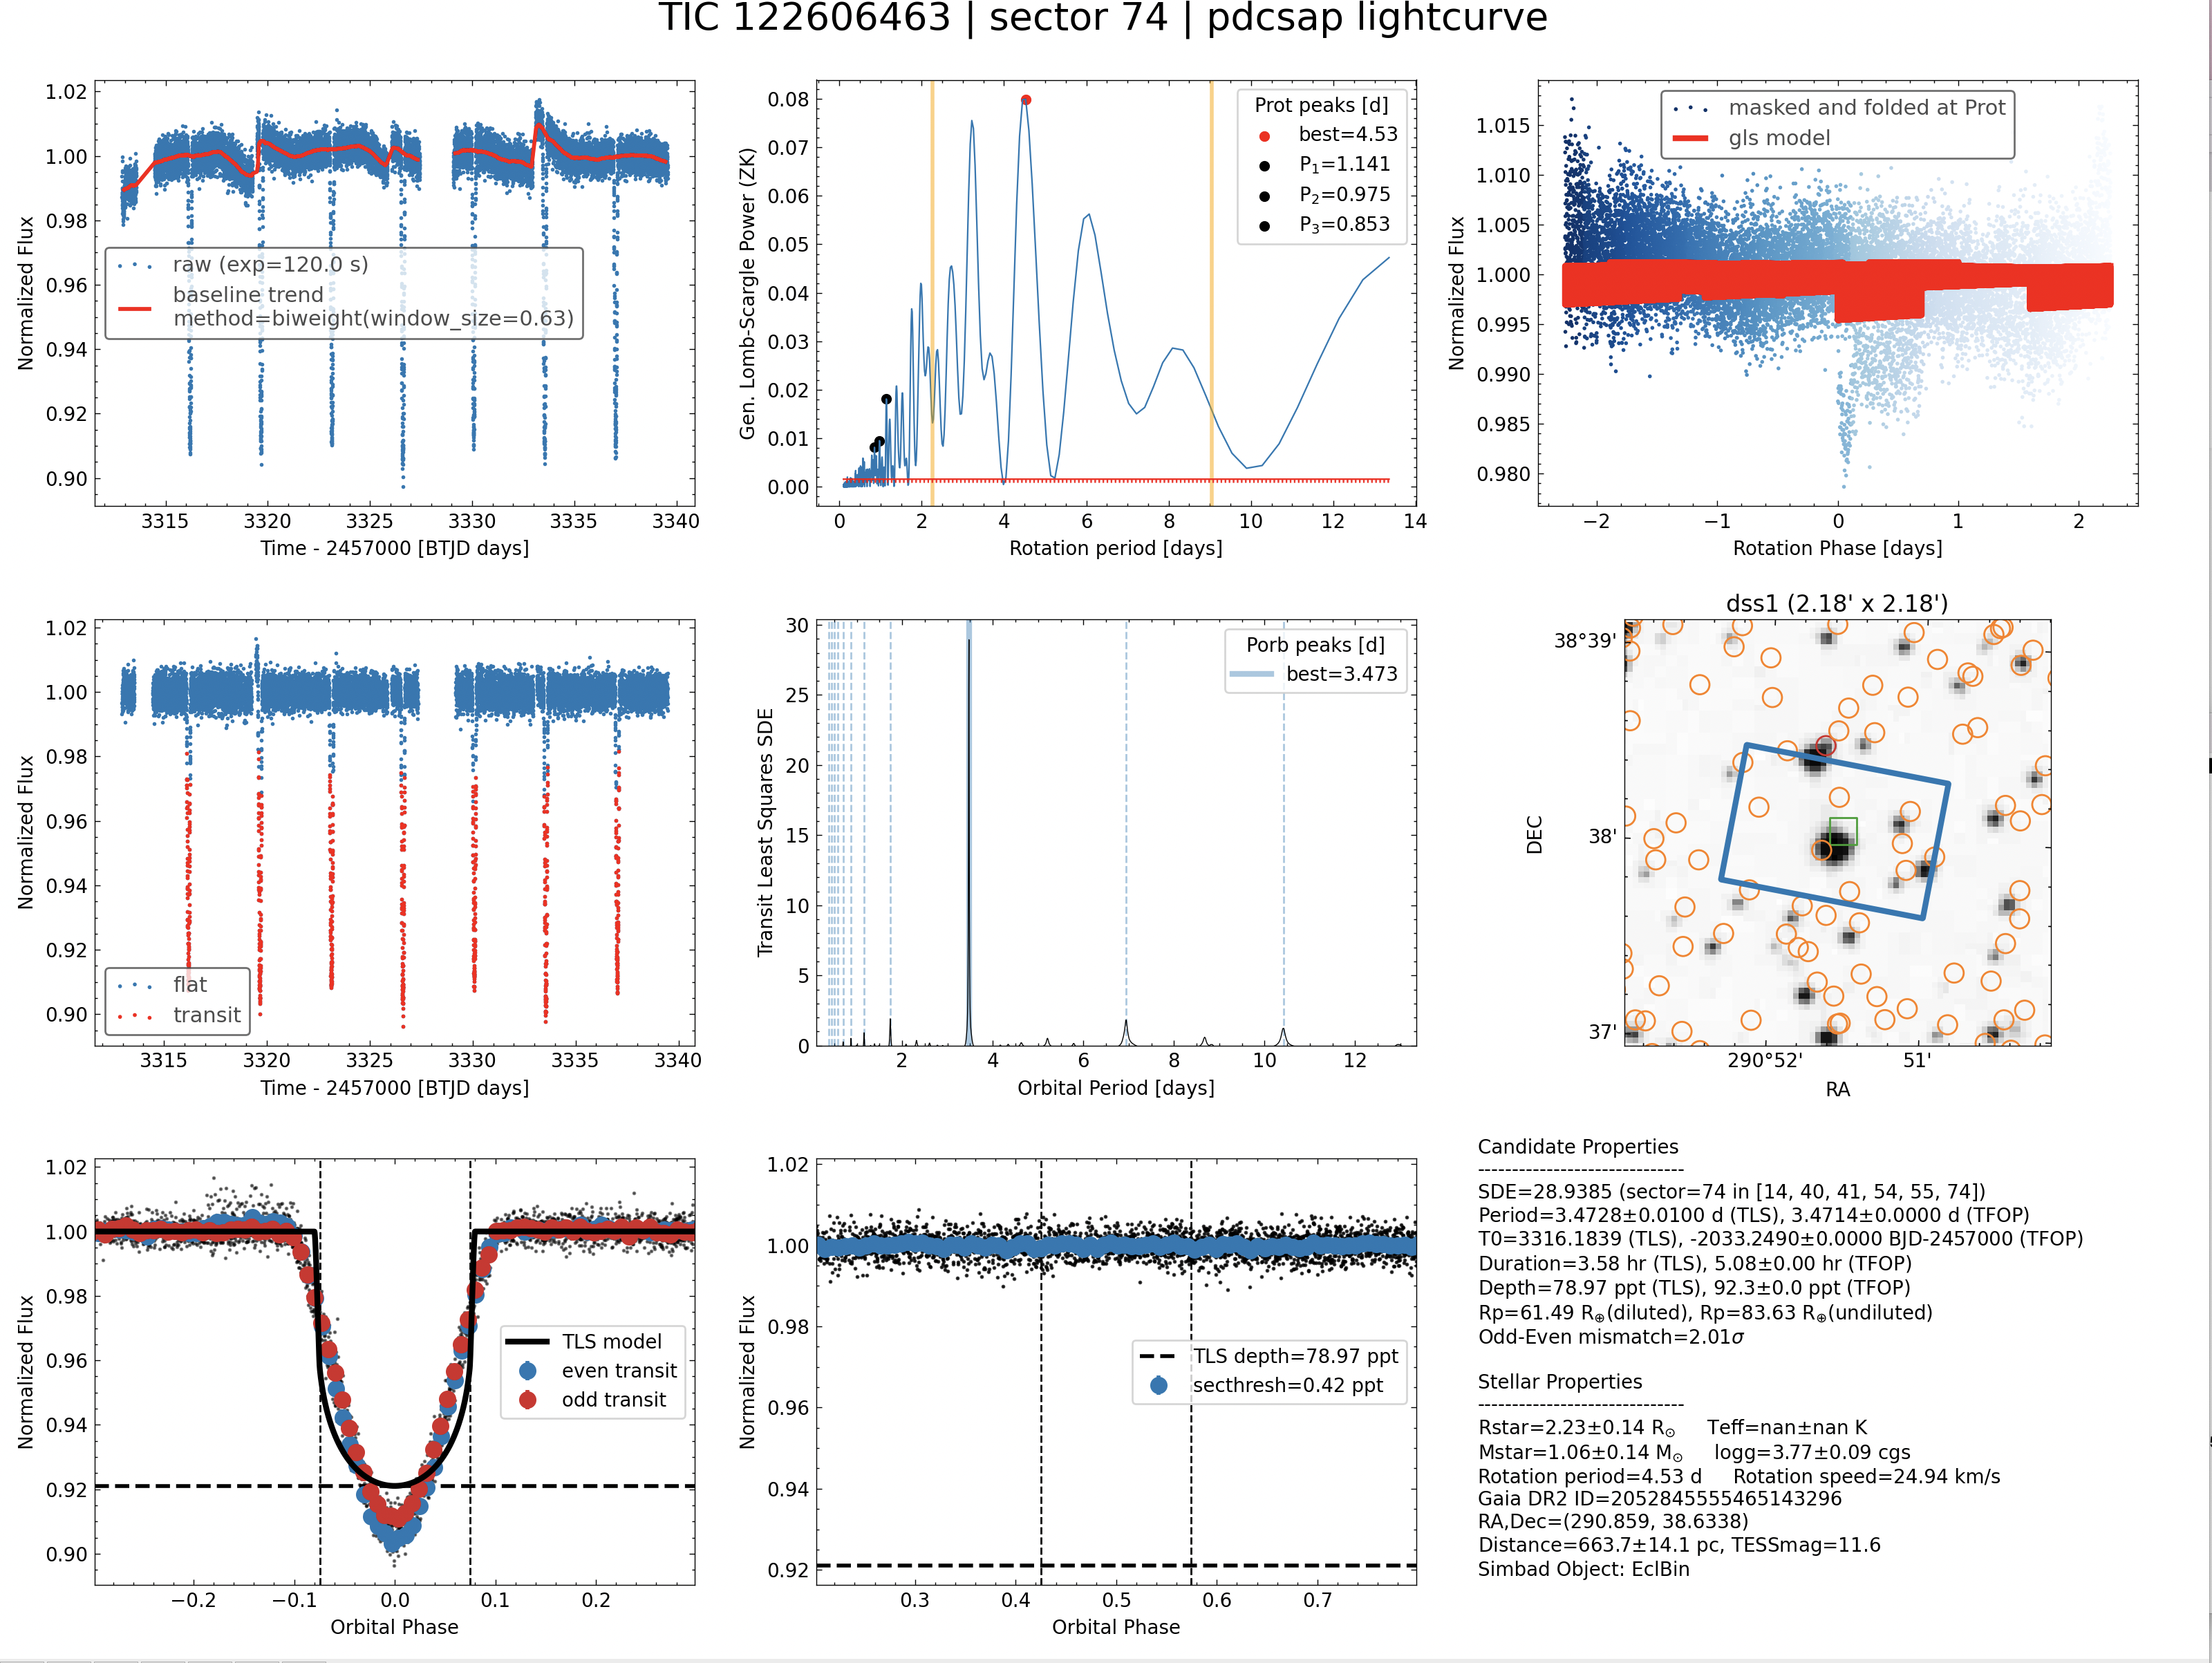 TIC 122606463 | sector 74 | pdcsap lightcurve
1.02
1.00
0.98
0.96
0.94
0.92
0.90
Normalized Flux
raw (exp=120.0 s)
baseline trend
method=biweight(window_size=0.63)
3315 3320 3325 3330 3335 3340
Time - 2457000 [BTJD days]
0.08
0.07
0.06
0.05
0.04
0.03
0.02
0.01
0.00
Gen. Lomb-Scargle Power (ZK)
Prot peaks [d]
best=4.53
P₁=1.141
P₂=0.975
P₃=0.853
0 2 4 6 8 10 12 14
Rotation period [days]
1.015
1.010
1.005
1.000
0.995
0.990
0.985
0.980
Normalized Flux
masked and folded at Prot
gls model
−2 −1 0 1 2
Rotation Phase [days]
1.02
1.00
0.98
0.96
0.94
0.92
0.90
Normalized Flux
flat
transit
3315 3320 3325 3330 3335 3340
Time - 2457000 [BTJD days]
30
25
20
15
10
5
0
Transit Least Squares SDE
Porb peaks [d]
best=3.473
2 4 6 8 10 12
Orbital Period [days]
dss1 (2.18' x 2.18')
38°39'
38'
37'
DEC
290°52' 51'
RA
1.02
1.00
0.98
0.96
0.94
0.92
0.90
Normalized Flux
TLS model
even transit
odd transit
−0.2 −0.1 0.0 0.1 0.2
Orbital Phase
1.02
1.00
0.98
0.96
0.94
0.92
Normalized Flux
TLS depth=78.97 ppt
secthresh=0.42 ppt
0.3 0.4 0.5 0.6 0.7
Orbital Phase
Candidate Properties
------------------------------
SDE=28.9385 (sector=74 in [14, 40, 41, 54, 55, 74])
Period=3.4728±0.0100 d (TLS), 3.4714±0.0000 d (TFOP)
T0=3316.1839 (TLS), -2033.2490±0.0000 BJD-2457000 (TFOP)
Duration=3.58 hr (TLS), 5.08±0.00 hr (TFOP)
Depth=78.97 ppt (TLS), 92.3±0.0 ppt (TFOP)
Rp=61.49 R⊕(diluted), Rp=83.63 R⊕(undiluted)
Odd-Even mismatch=2.01σ
Stellar Properties
------------------------------
Rstar=2.23±0.14 R☉ Teff=nan±nan K
Mstar=1.06±0.14 M☉ logg=3.77±0.09 cgs
Rotation period=4.53 d Rotation speed=24.94 km/s
Gaia DR2 ID=2052845555465143296
RA,Dec=(290.859, 38.6338)
Distance=663.7±14.1 pc, TESSmag=11.6
Simbad Object: EclBin